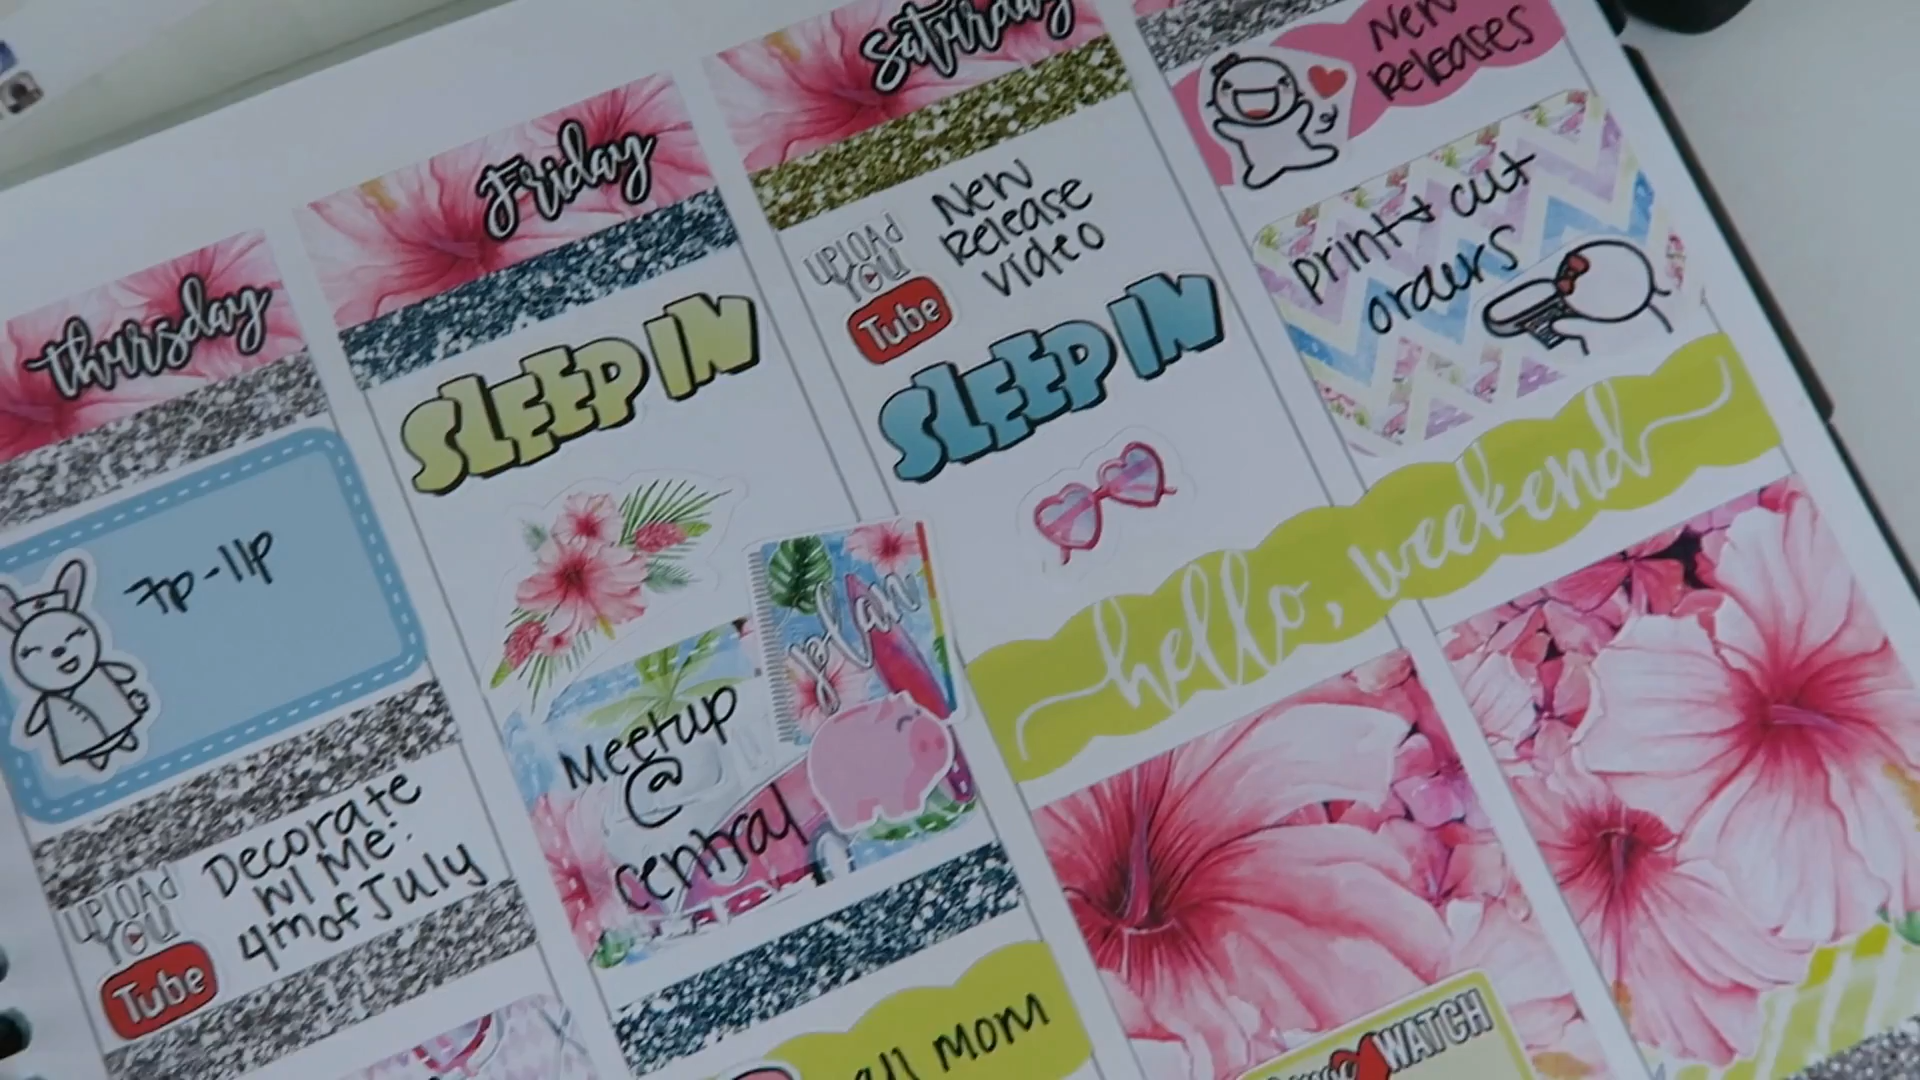 Thursday
7p-11p
UPLOAD
YOU
Tube
Decorate
w/ Me:
4th of July
Friday
SLEEP IN
plan
Meetup
@
central
all MOM
Saturday
UPLOAD
YOU
Tube
New
Release
video
SLEEP IN
New
Releases
print & cut
orders
hello, weekend
WATCH